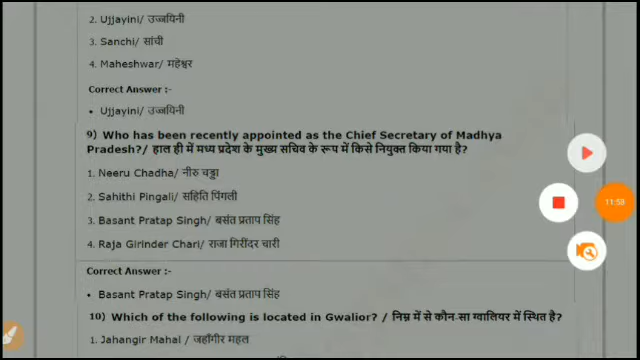 2. Ujjayini/ उज्जयिनी
3. Sanchi/ सांची
4. Maheshwar/ महेश्वर
Correct Answer :-
• Ujjayini/ उज्जयिनी
9) Who has been recently appointed as the Chief Secretary of Madhya
Pradesh?/ हाल ही में मध्य प्रदेश के मुख्य सचिव के रूप में किसे नियुक्त किया गया है?
1. Neeru Chadha/ नीरु चड्ढा
2. Sahithi Pingali/ सहिति पिंगली
3. Basant Pratap Singh/ बसंत प्रताप सिंह
4. Raja Girinder Chari/ राजा गिरींदर चारी
Correct Answer :-
• Basant Pratap Singh/ बसंत प्रताप सिंह
10) Which of the following is located in Gwalior? / निम्न में से कौन-सा ग्वालियर में स्थित है?
1. Jahangir Mahal / जहाँगीर महल
11:58